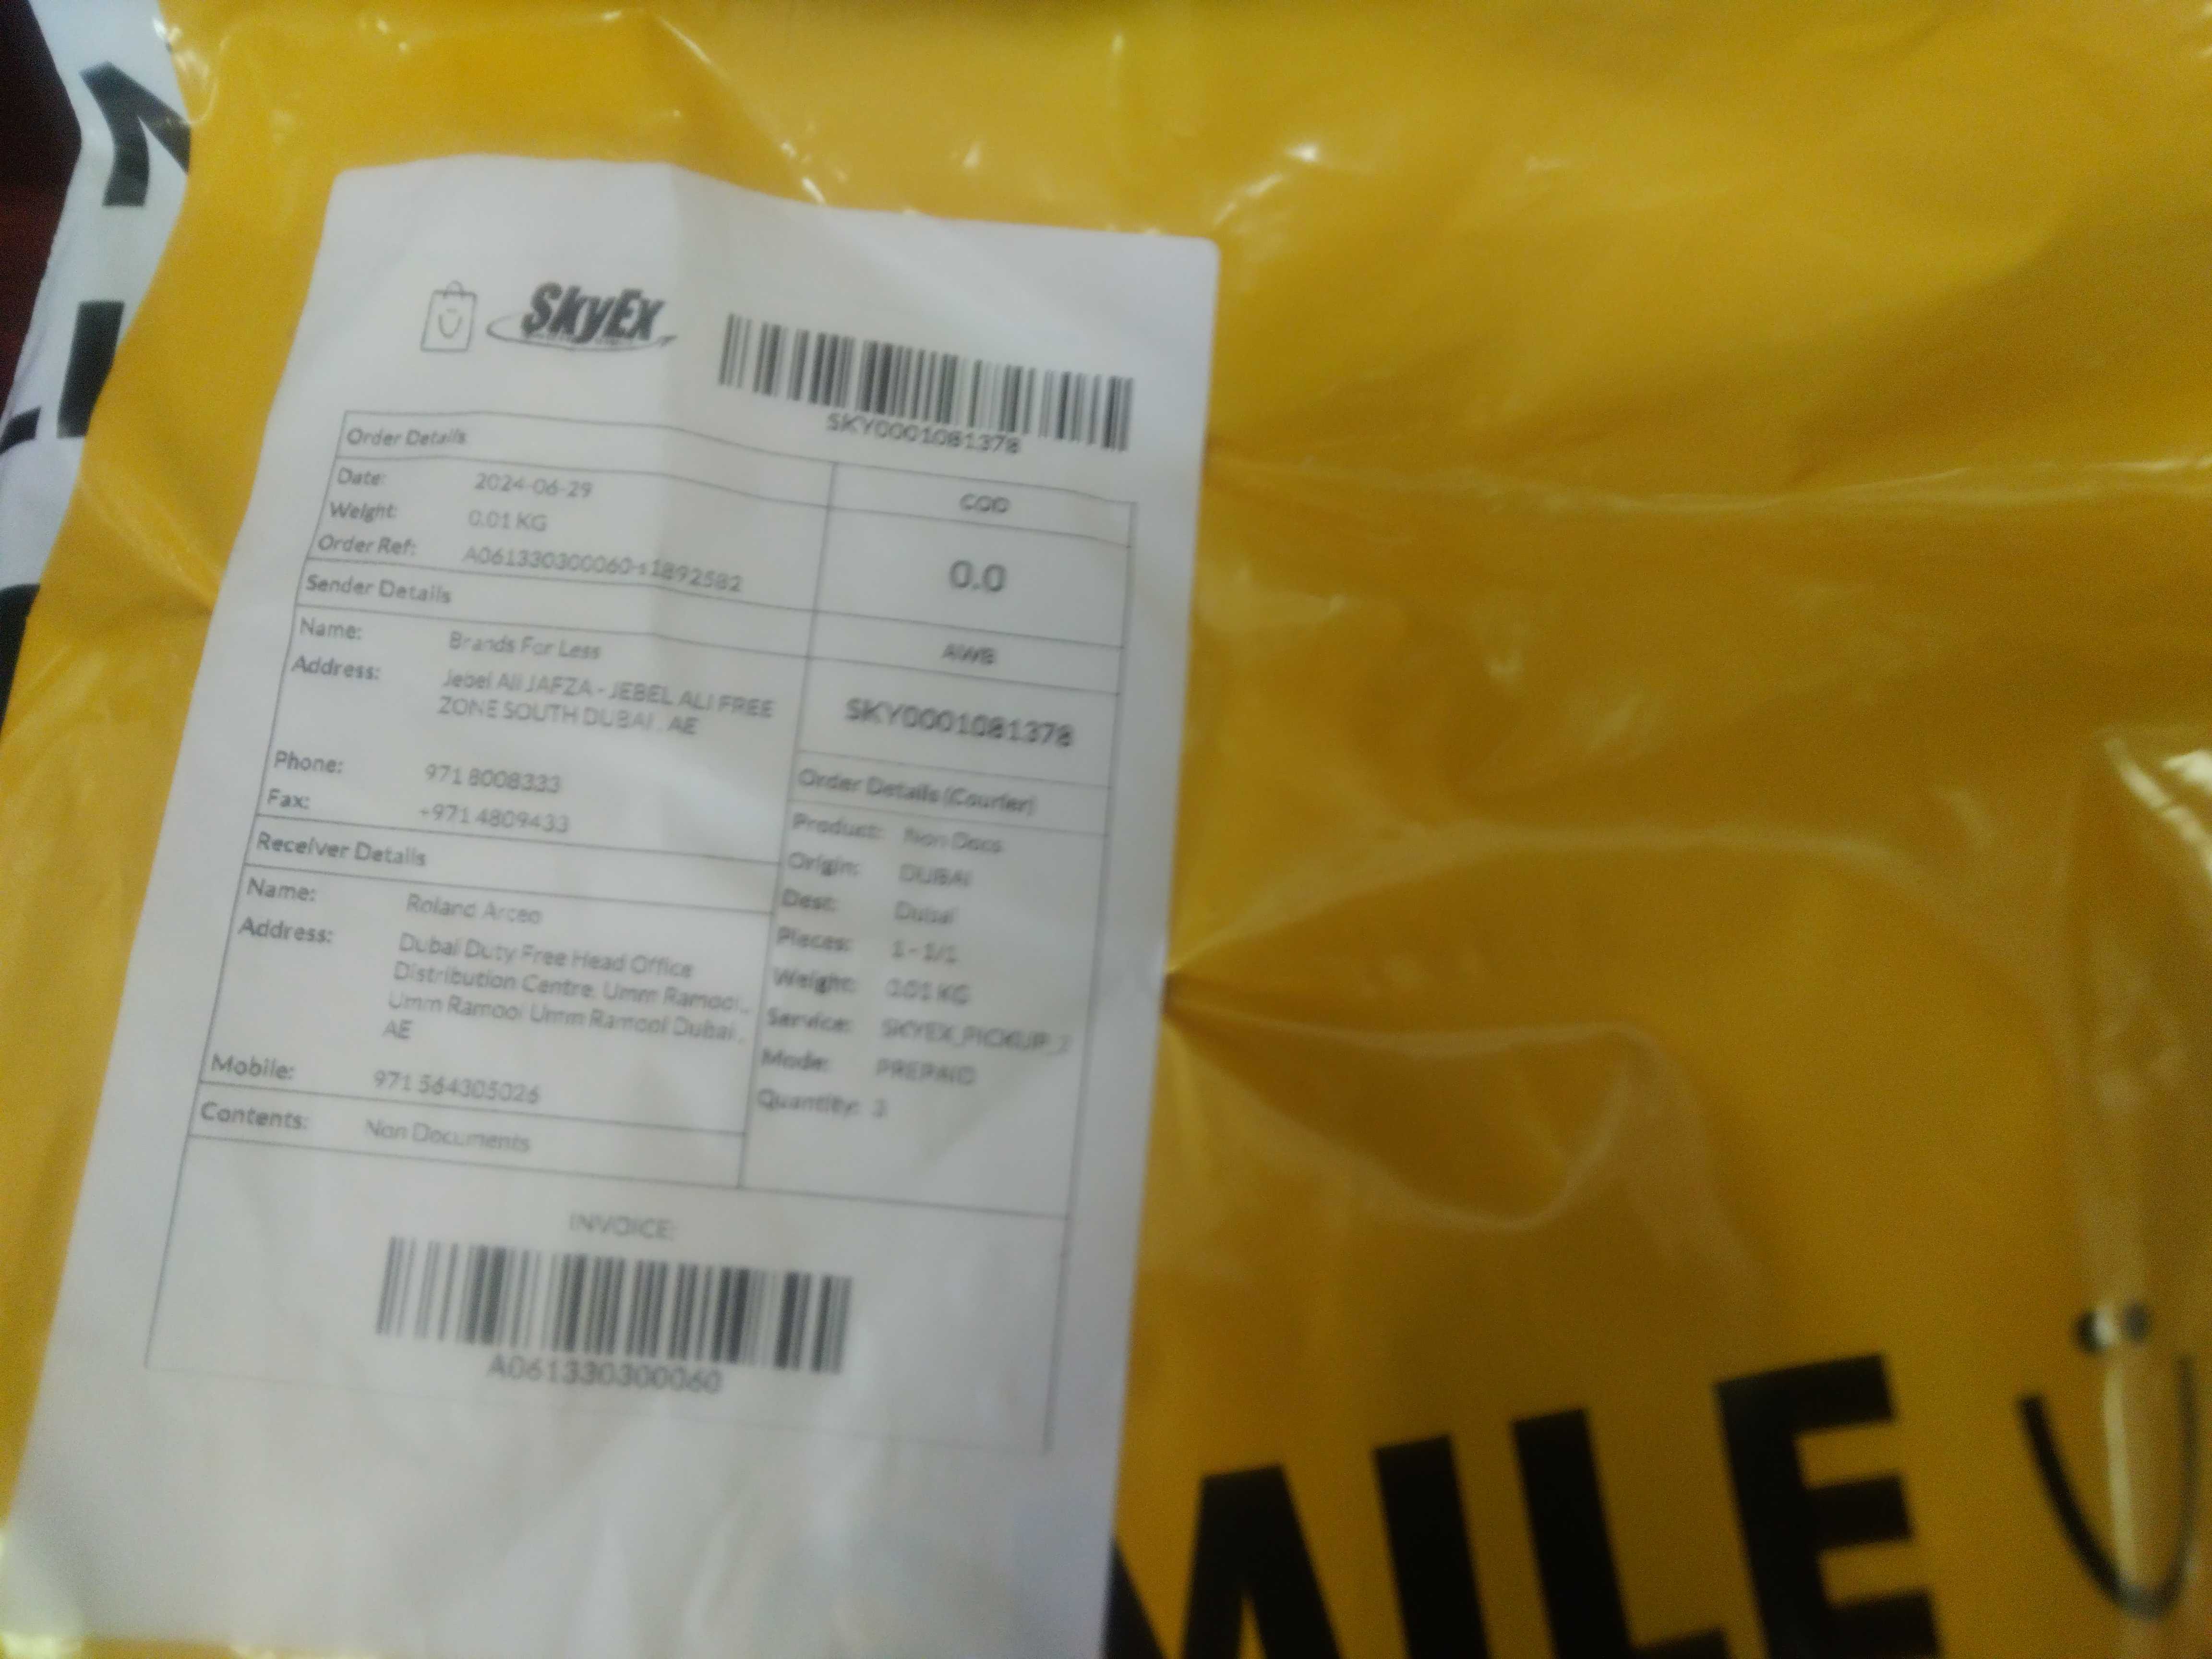 SkyEx
SKY0001081378
Order Details
Date: 2024-06-29
Weight: 0.01 KG
Order Ref: A061330300060-s1892582
COD
0.0
Sender Details
Name: Brands For Less
Address: Jebel Ali JAFZA - JEBEL ALI FREE
ZONE SOUTH DUBAI , AE
Phone: 971 8008333
Fax: +971 4809433
AWB
SKY0001081378
Receiver Details
Name: Roland Arceo
Address: Dubai Duty Free Head Office
Distribution Centre, Umm Ramool,,
Umm Ramool Umm Ramool Dubai ,
AE
Mobile: 971 564305026
Contents: Non Documents
Order Details (Courier)
Product: Non Docs
Origin: DUBAI
Dest: Dubai
Pieces: 1 - 1/1
Weight: 0.01 KG
Service:
Mode: PREPAID
Quantity: 3
INVOICE:
A061330300060
MILE